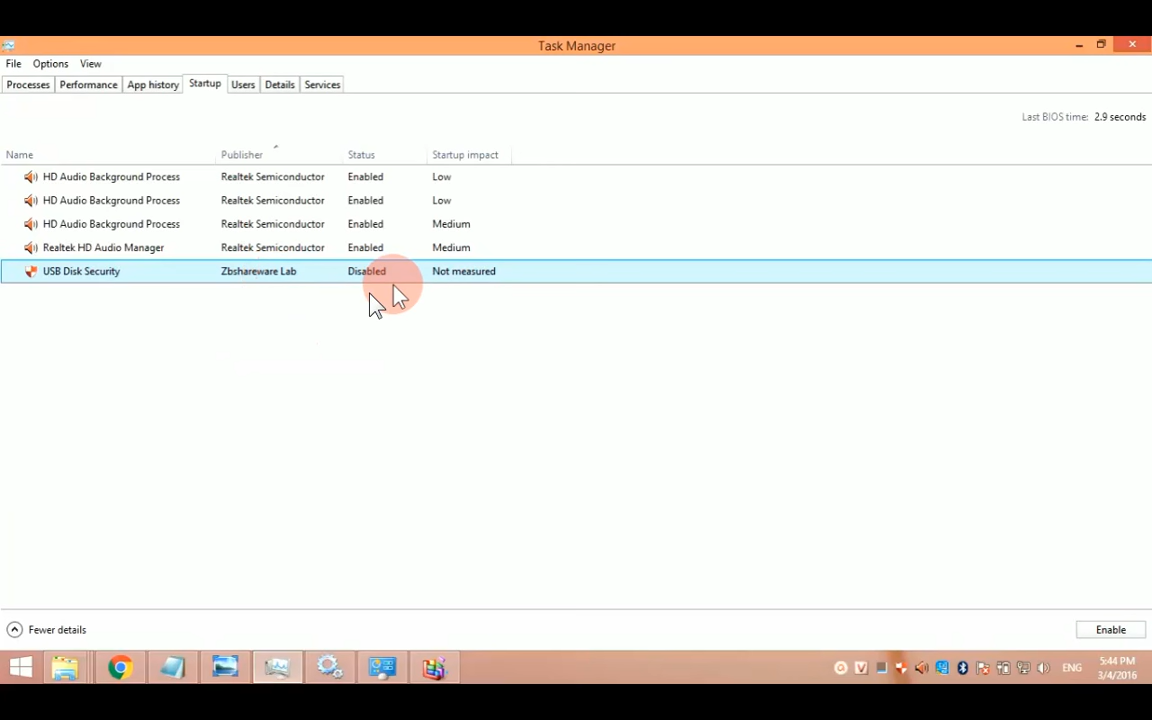 Task Manager
File Options View
Processes Performance App history Startup Users Details Services
Last BIOS time: 2.9 seconds
Name Publisher Status Startup impact
HD Audio Background Process Realtek Semiconductor Enabled Low
HD Audio Background Process Realtek Semiconductor Enabled Low
HD Audio Background Process Realtek Semiconductor Enabled Medium
Realtek HD Audio Manager Realtek Semiconductor Enabled Medium
USB Disk Security Zbshareware Lab Disabled Not measured
Fewer details Enable
ENG 5:44 PM
3/4/2016